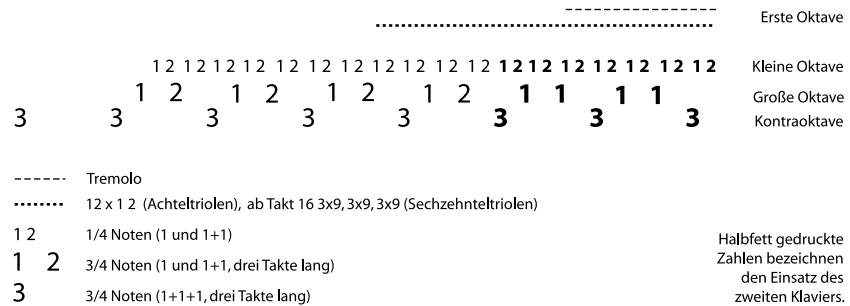 Erste Oktave
1 2 1 2 1 2 1 2 1 2 1 2 1 2 1 2 1 2 1 2 1 2 1 2 1 2 1 2 1 2 1 2 1 2 1 2 Kleine Oktave
1 2 1 2 1 2 1 2 1 1 1 1 Große Oktave
3 3 3 3 3 3 3 3 Kontraoktave
Tremolo
12 x 1 2 (Achteltriolen), ab Takt 16 3x9, 3x9, 3x9 (Sechzehnteltriolen)
1 2 1/4 Noten (1 und 1+1)
1 2 3/4 Noten (1 und 1+1, drei Takte lang)
3 3/4 Noten (1+1+1, drei Takte lang)
Halbfett gedruckte
Zahlen bezeichnen
den Einsatz des
zweiten Klaviers.